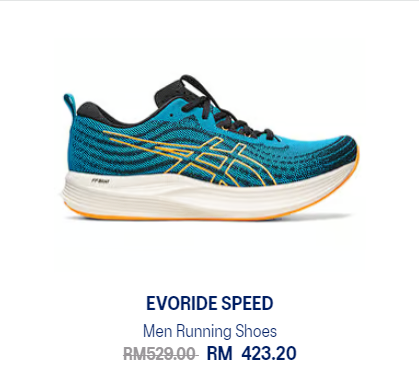 EVORIDE SPEED
Men Running Shoes
RM529.00 RM 423.20